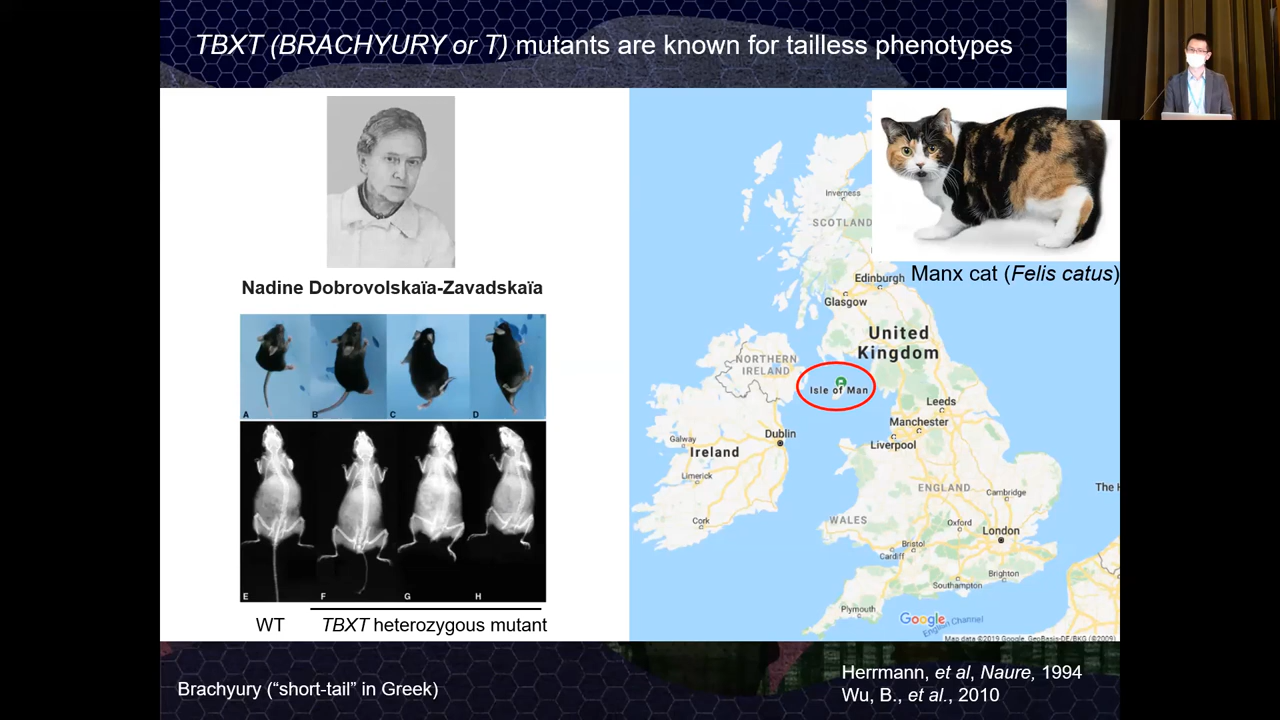 TBXT (BRACHYURY or T) mutants are known for tailless phenotypes
Nadine Dobrovolskaïa-Zavadskaïa
A
B
C
D
E
F
G
H
WT
TBXT heterozygous mutant
Manx cat (Felis catus)
Inverness
SCOTLAND
Edinburgh
Glasgow
United
Kingdom
NORTHERN
IRELAND
Isle of Man
Leeds
Manchester
Liverpool
Dublin
Galway
Ireland
Limerick
Cork
ENGLAND
Cambridge
WALES
Oxford
London
Bristol
Cardiff
Brighton
Southampton
Plymouth
The H
Google
English Channel
Map data ©2019 Google, GeoBasis-DE/BKG (©2009)
Brachyury (“short-tail” in Greek)
Herrmann, et al, Naure, 1994
Wu, B., et al., 2010